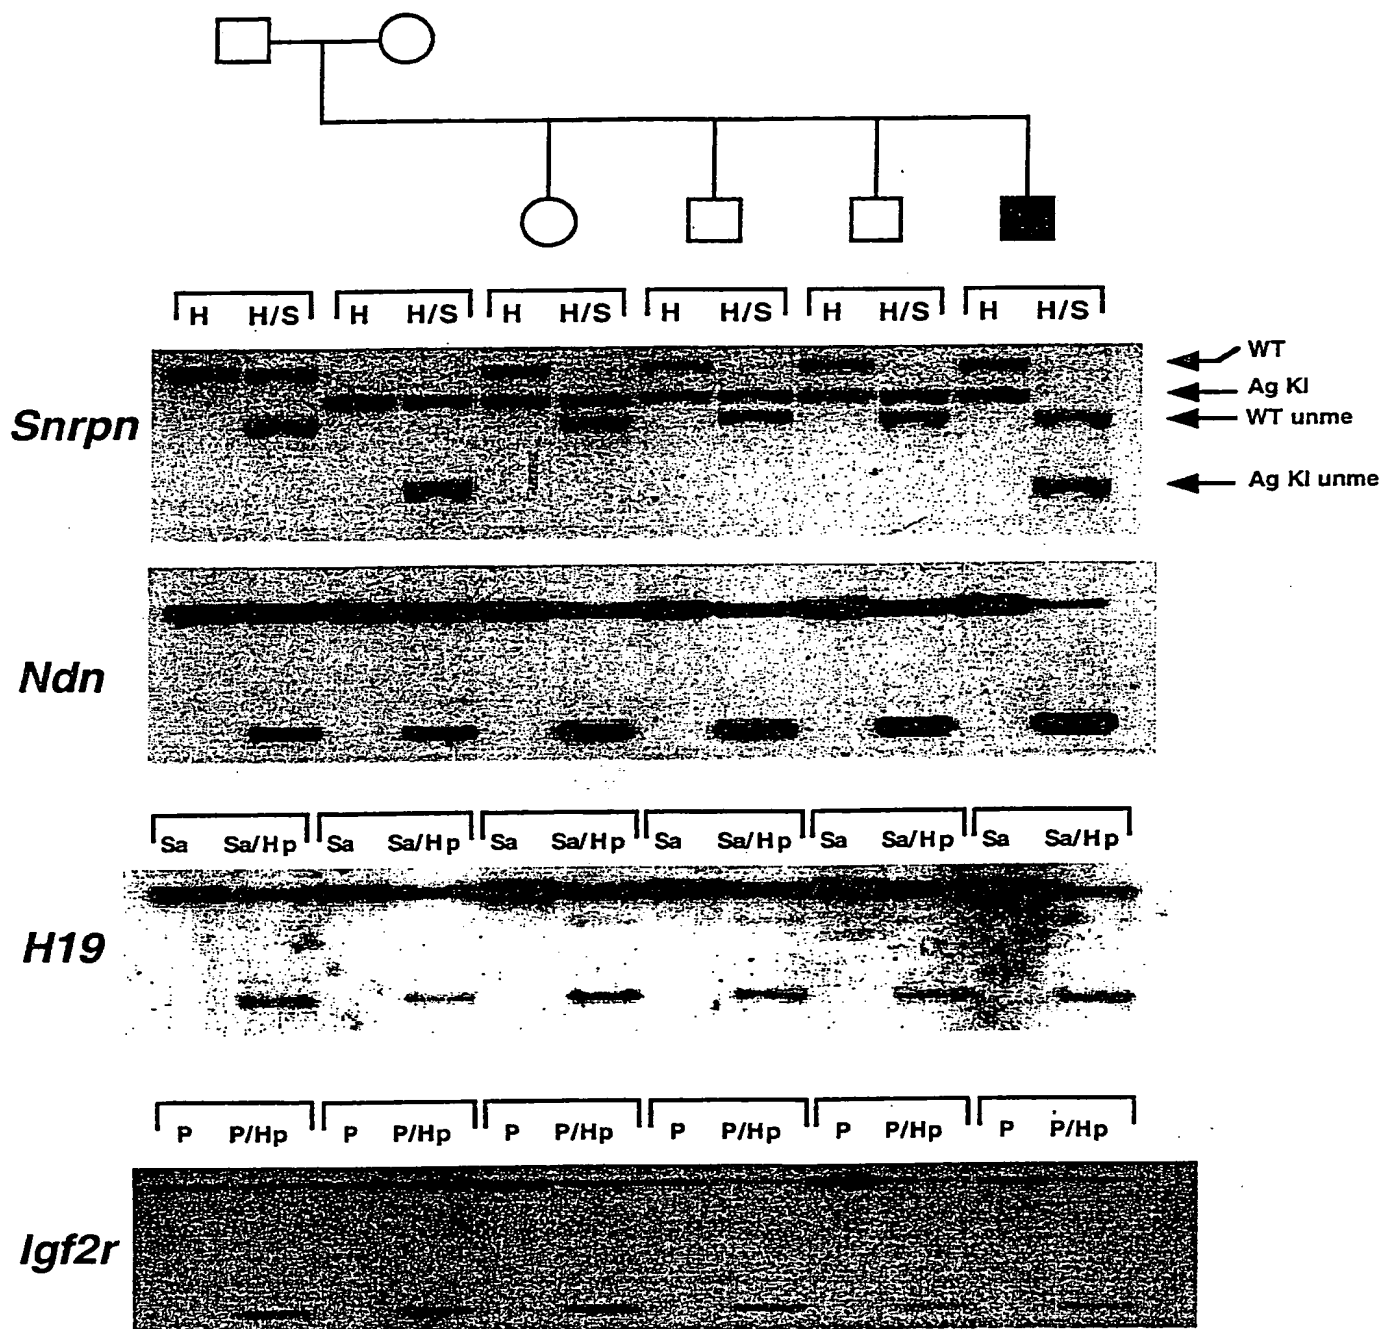 H H/S H H/S H H/S H H/S H H/S H H/S
WT
Ag KI
Snrpn
WT unme
Ag KI unme
Ndn
Sa Sa/Hp Sa Sa/Hp Sa Sa/Hp Sa Sa/Hp Sa Sa/Hp Sa Sa/Hp
H19
P P/Hp P P/Hp P P/Hp P P/Hp P P/Hp P P/Hp
Igf2r